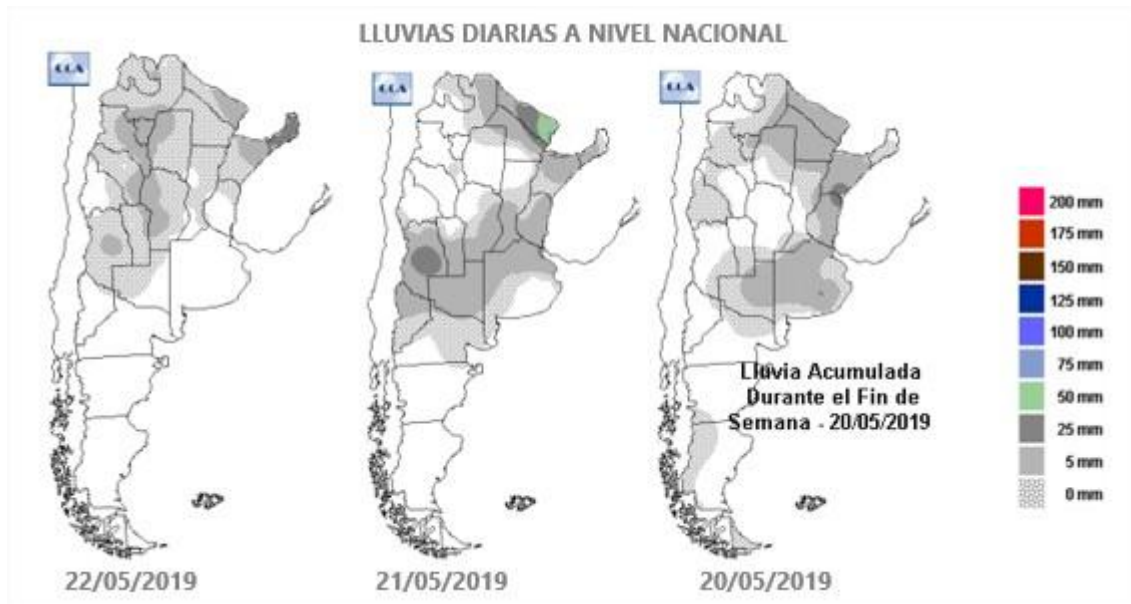 LLUVIAS DIARIAS A NIVEL NACIONAL
CCA
CCA
CCA
200 mm
175 mm
150 mm
125 mm
100 mm
75 mm
50 mm
25 mm
5 mm
0 mm
Lluvia Acumulada
Durante el Fin de
Semana - 20/05/2019
22/05/2019
21/05/2019
20/05/2019